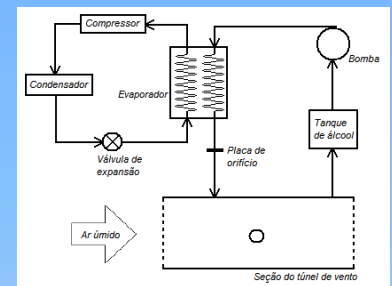 Compressor
Bomba
Condensador
Evaporador
Tanque
de álcool
Válvula de
expansão
Placa de
orifício
Ar úmido
Seção do túnel de vento